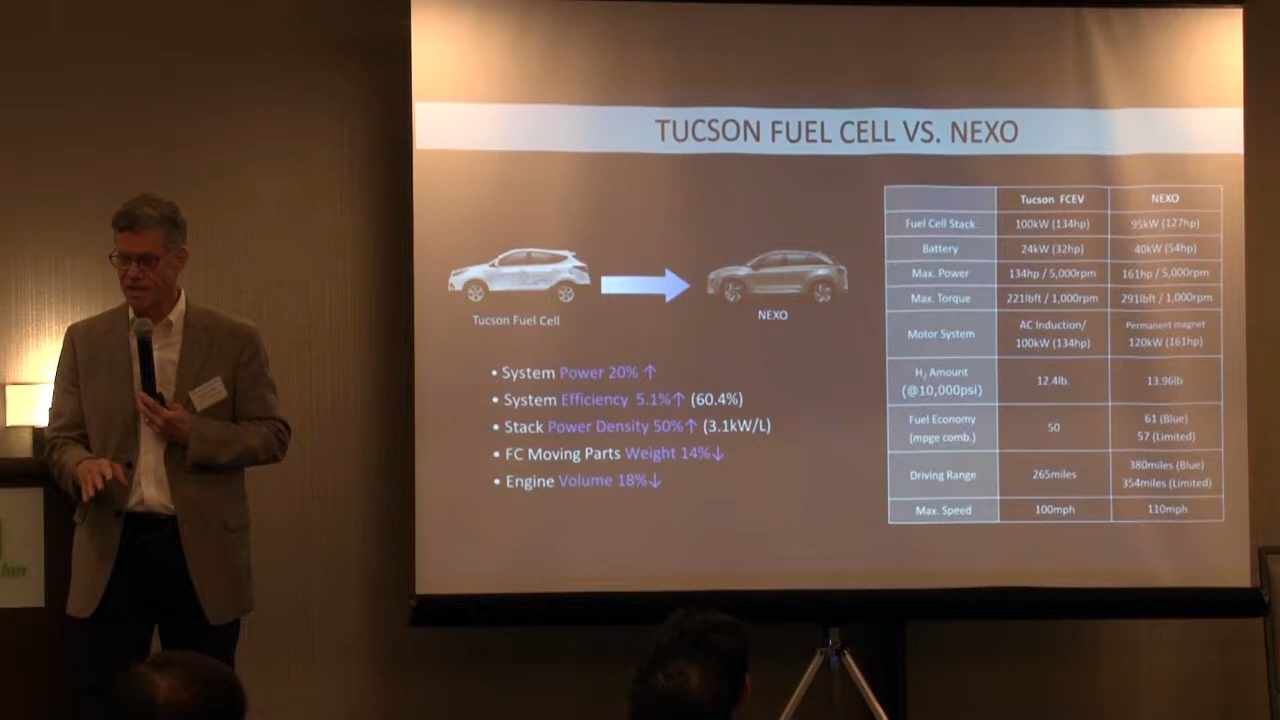 TUCSON FUEL CELL VS. NEXO
Tucson Fuel Cell
NEXO
• System Power 20% ↑
• System Efficiency 5.1%↑ (60.4%)
• Stack Power Density 50%↑ (3.1kW/L)
• FC Moving Parts Weight 14%↓
• Engine Volume 18%↓
Tucson FCEV NEXO
Fuel Cell Stack 100kW (134hp) 95kW (127hp)
Battery 24kW (32hp) 40kW (54hp)
Max. Power 134hp / 5,000rpm 161hp / 5,000rpm
Max. Torque 221lbft / 1,000rpm 291lbft / 1,000rpm
Motor System AC Induction/ 100kW (134hp) Permanent magnet 120kW (161hp)
H₂ Amount (@10,000psi) 12.4lb. 13.96lb
Fuel Economy (mpge comb.) 50 61 (Blue) 57 (Limited)
Driving Range 265miles 380miles (Blue) 354miles (Limited)
Max. Speed 100mph 110mph
Inn